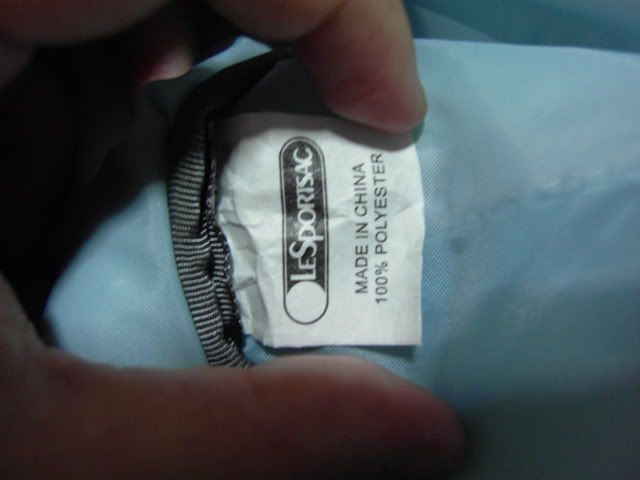 LESPORTSAC
MADE IN CHINA
100% POLYESTER